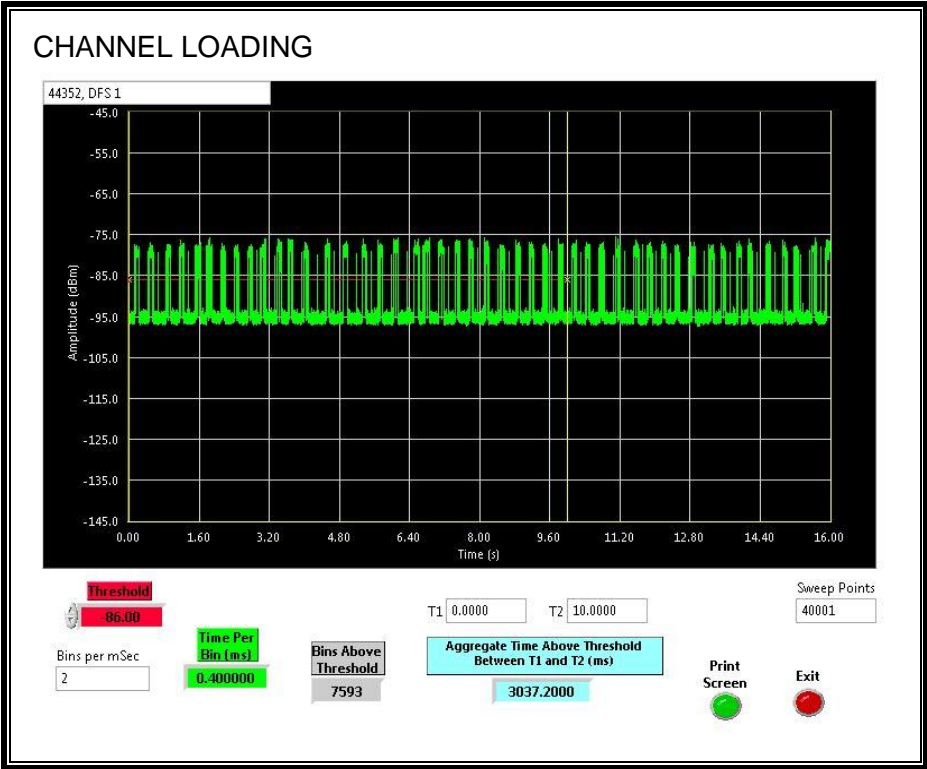 CHANNEL LOADING
44352, DFS 1
Amplitude (dBm)
-45.0
-55.0
-65.0
-75.0
-85.0
-95.0
-105.0
-115.0
-125.0
-135.0
-145.0
0.00 1.60 3.20 4.80 6.40 8.00 9.60 11.20 12.80 14.40 16.00
Time (s)
Threshold
-86.00
Bins per mSec
2
Time Per
Bin (ms)
0.400000
Bins Above
Threshold
7593
T1 0.0000 T2 10.0000
Aggregate Time Above Threshold
Between T1 and T2 (ms)
3037.2000
Sweep Points
40001
Print
Screen
Exit